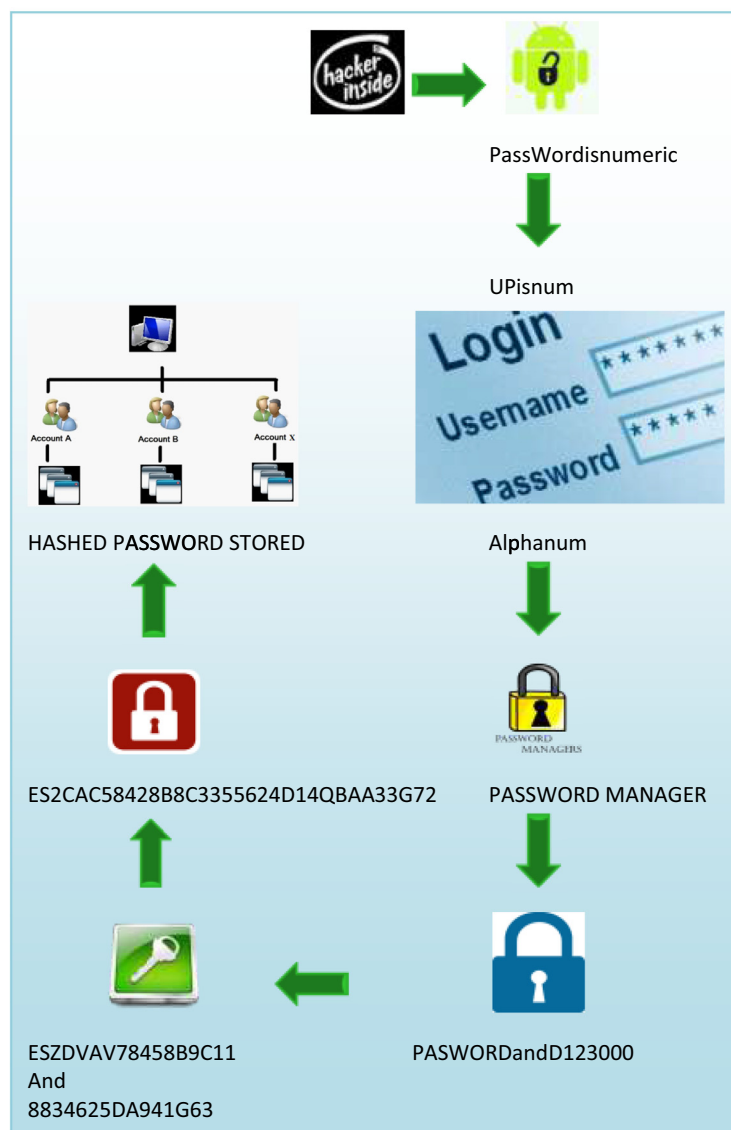 hacker
inside
PassWordisnumeric
UPisnum
Login
Username *******
Password *****
Account A
Account B
Account X
HASHED PASSWORD STORED
Alphanum
PASSWORD
MANAGERS
ES2CAC58428B8C3355624D14QBAA33G72
PASSWORD MANAGER
ESZDVAV78458B9C11
And
8834625DA941G63
PASWORDandD123000